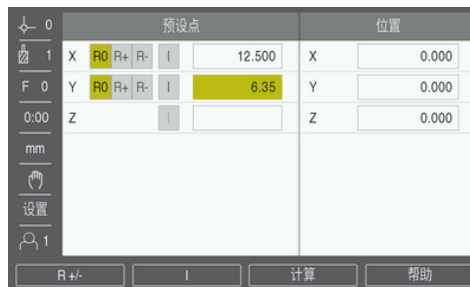 0 预设点 位置
1 X R0 R+ R- I 12.500 X 0.000
F 0 Y R0 R+ R- I 6.35 Y 0.000
0:00 Z I Z 0.000
mm
设置
1
R +/- I 计算 帮助